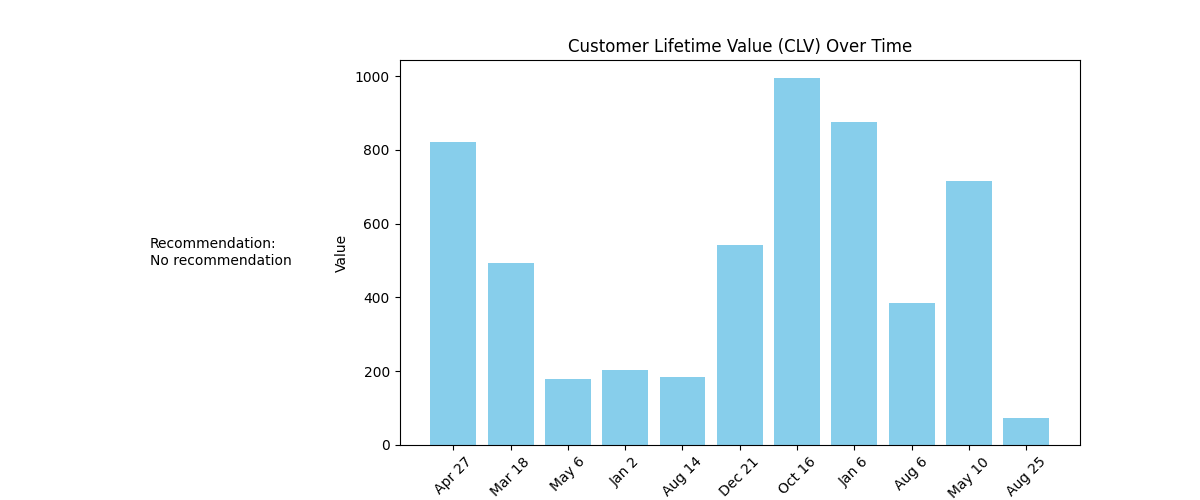 Customer Lifetime Value (CLV) Over Time
1000
800
600
400
200
0
Value
Recommendation:
No recommendation
Apr 27
Mar 18
May 6
Jan 2
Aug 14
Dec 21
Oct 16
Jan 6
Aug 6
May 10
Aug 25